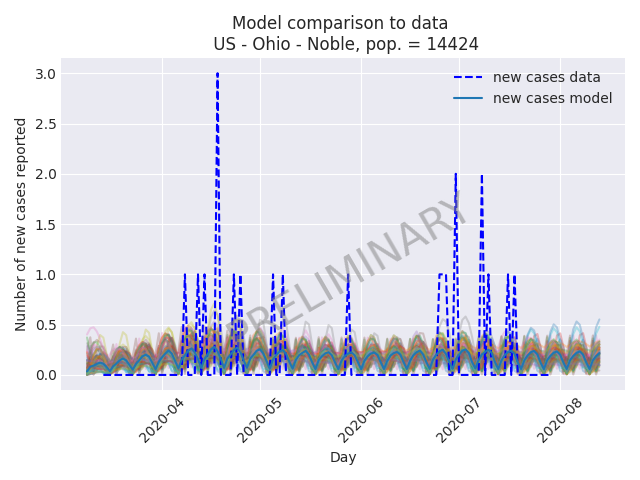 Model comparison to data
US - Ohio - Noble, pop. = 14424
new cases data
new cases model
Number of new cases reported
3.0
2.5
2.0
1.5
1.0
0.5
0.0
PRELIMINARY
2020-04
2020-05
2020-06
2020-07
2020-08
Day